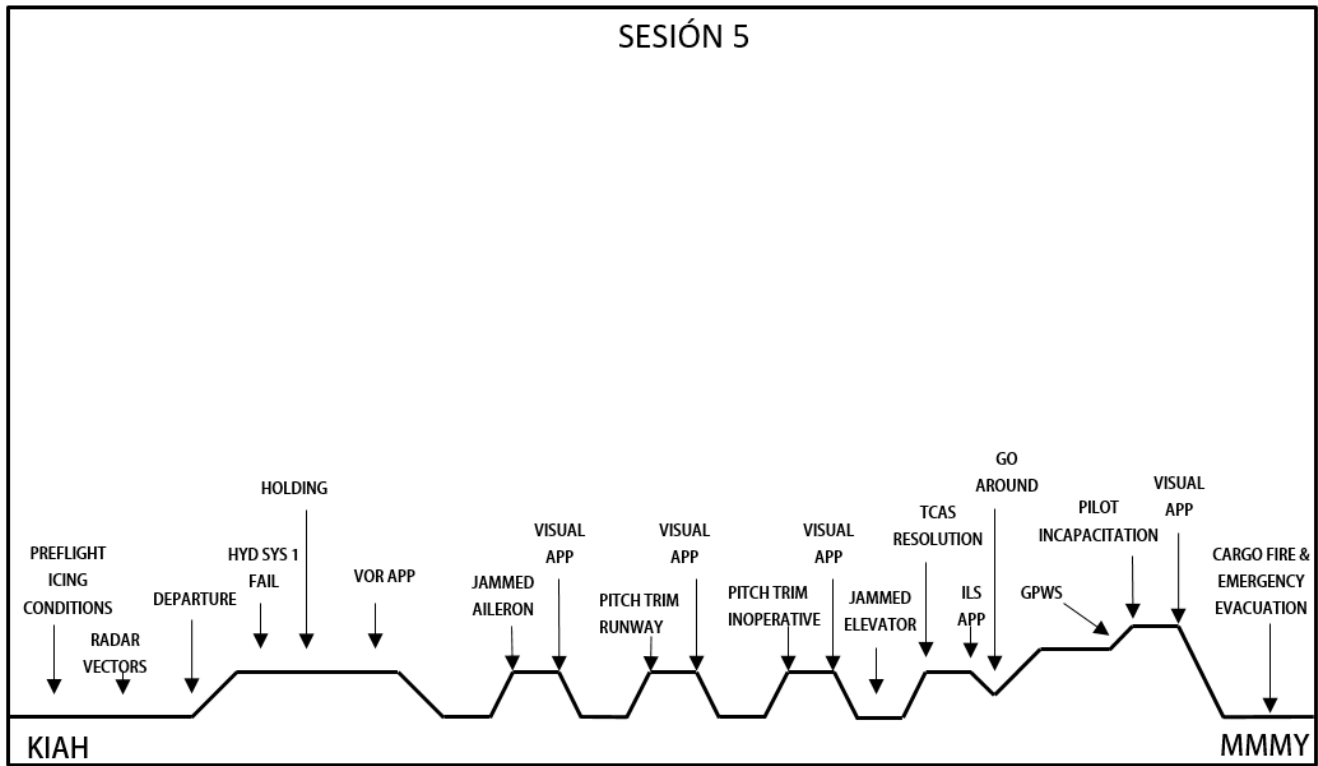 SESIÓN 5
PREFLIGHT
ICING
CONDITIONS
RADAR
VECTORS
DEPARTURE
HYD SYS 1
FAIL
HOLDING
VOR APP
JAMMED
AILERON
VISUAL
APP
PITCH TRIM
RUNWAY
VISUAL
APP
PITCH TRIM
INOPERATIVE
VISUAL
APP
JAMMED
ELEVATOR
TCAS
RESOLUTION
ILS
APP
GO
AROUND
GPWS
PILOT
INCAPACITATION
VISUAL
APP
CARGO FIRE &
EMERGENCY
EVACUATION
KIAH
MMMY